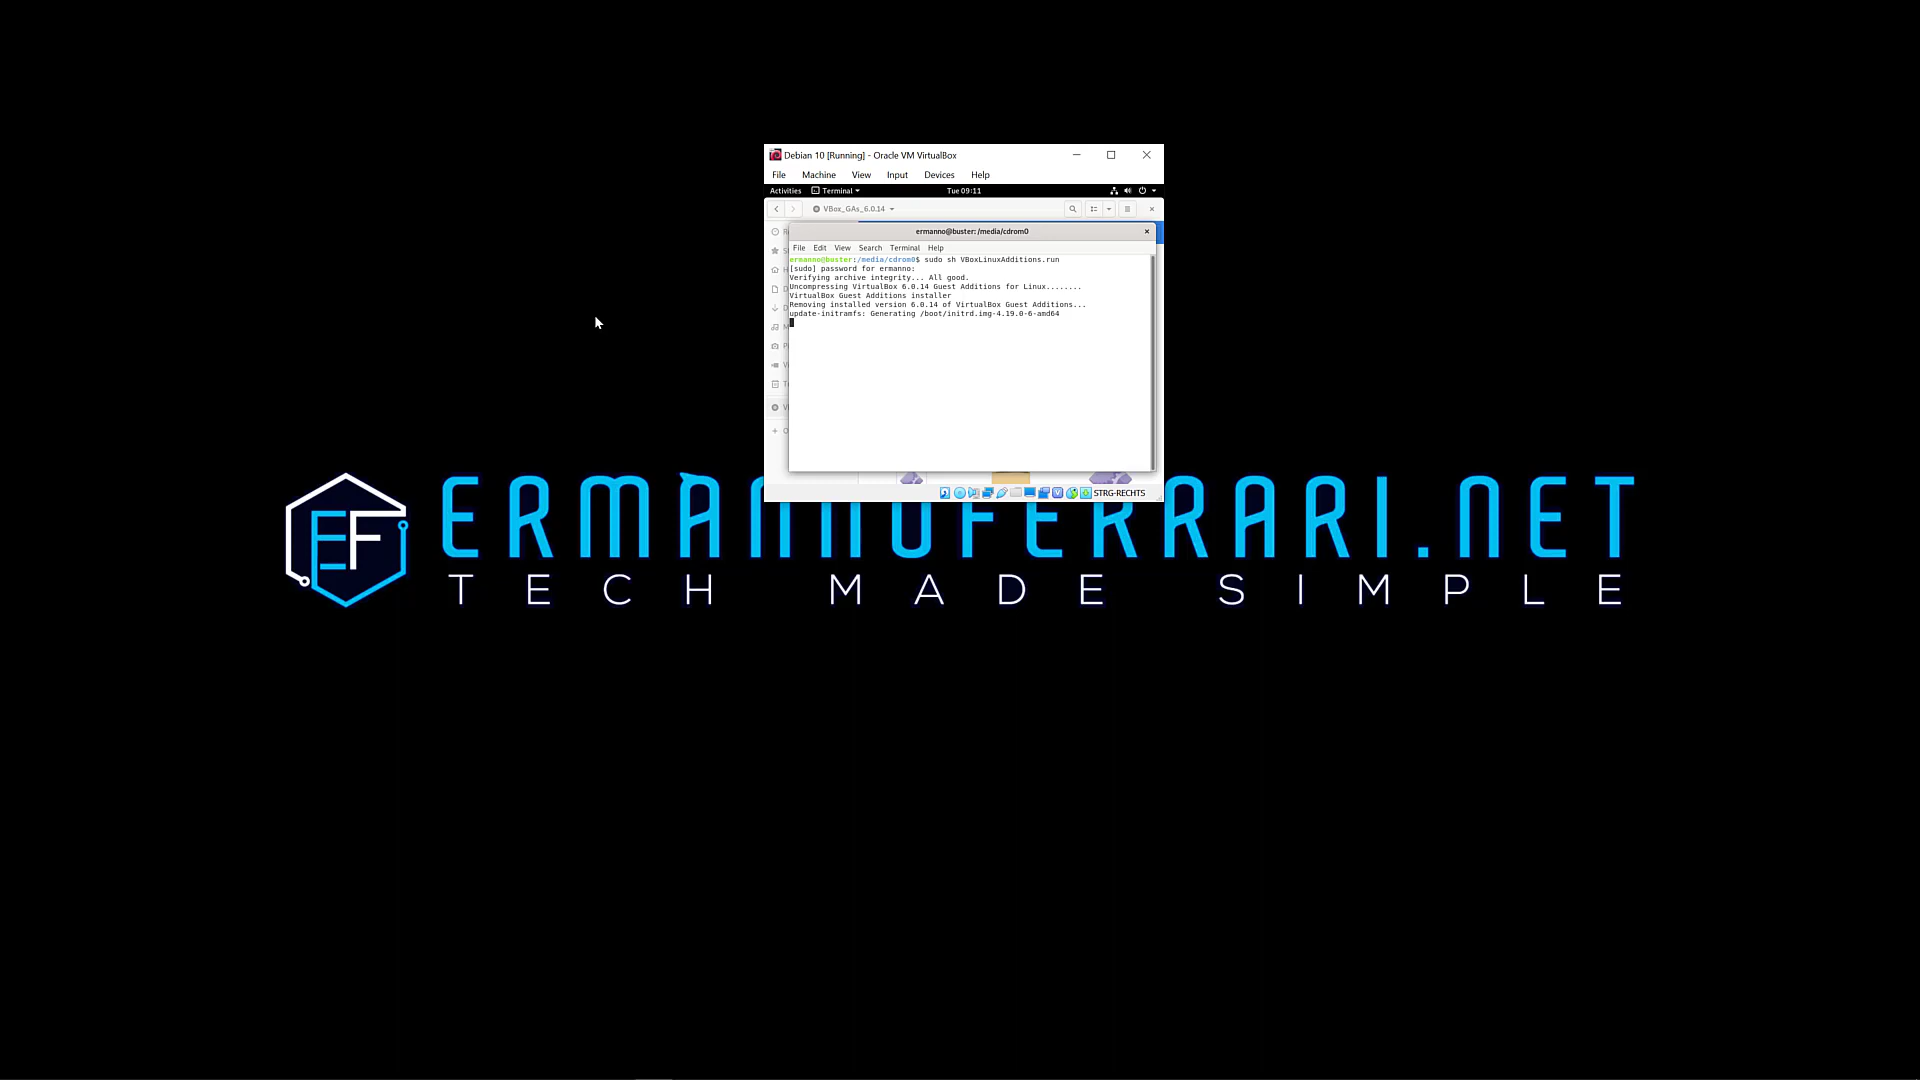 Debian 10 [Running] - Oracle VM VirtualBox
File Machine View Input Devices Help
Activities Terminal Tue 09:11
VBox_GAs_6.0.14
ermanno@buster: /media/cdrom0
File Edit View Search Terminal Help
ermanno@buster:/media/cdrom0$ sudo sh VBoxLinuxAdditions.run
[sudo] password for ermanno:
Verifying archive integrity... All good.
Uncompressing VirtualBox 6.0.14 Guest Additions for Linux........
VirtualBox Guest Additions installer
Removing installed version 6.0.14 of VirtualBox Guest Additions...
update-initramfs: Generating /boot/initrd.img-4.19.0-6-amd64
STRG-RECHTS
EF
ERMANNOFERRARI.NET
TECH MADE SIMPLE